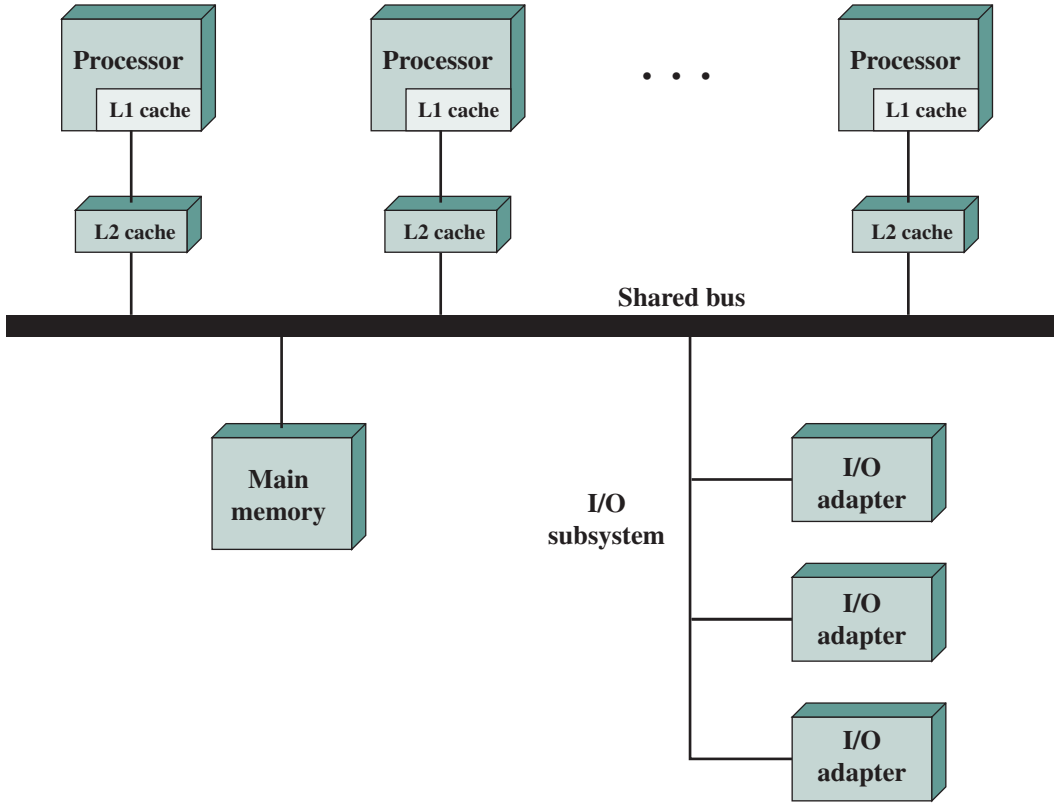 Processor
L1 cache
L2 cache
Processor
L1 cache
L2 cache
. . .
Processor
L1 cache
L2 cache
Shared bus
Main
memory
I/O
subsystem
I/O
adapter
I/O
adapter
I/O
adapter